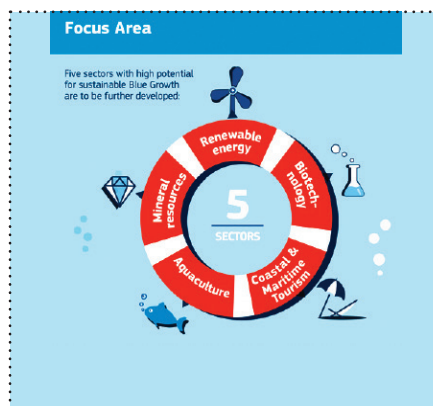 Focus Area
Five sectors with high potential
for sustainable Blue Growth
are to be further developed:
Renewable
energy
Biotech-
nology
Coastal &
Maritime
Tourism
Aquaculture
Mineral
resources
5
SECTORS